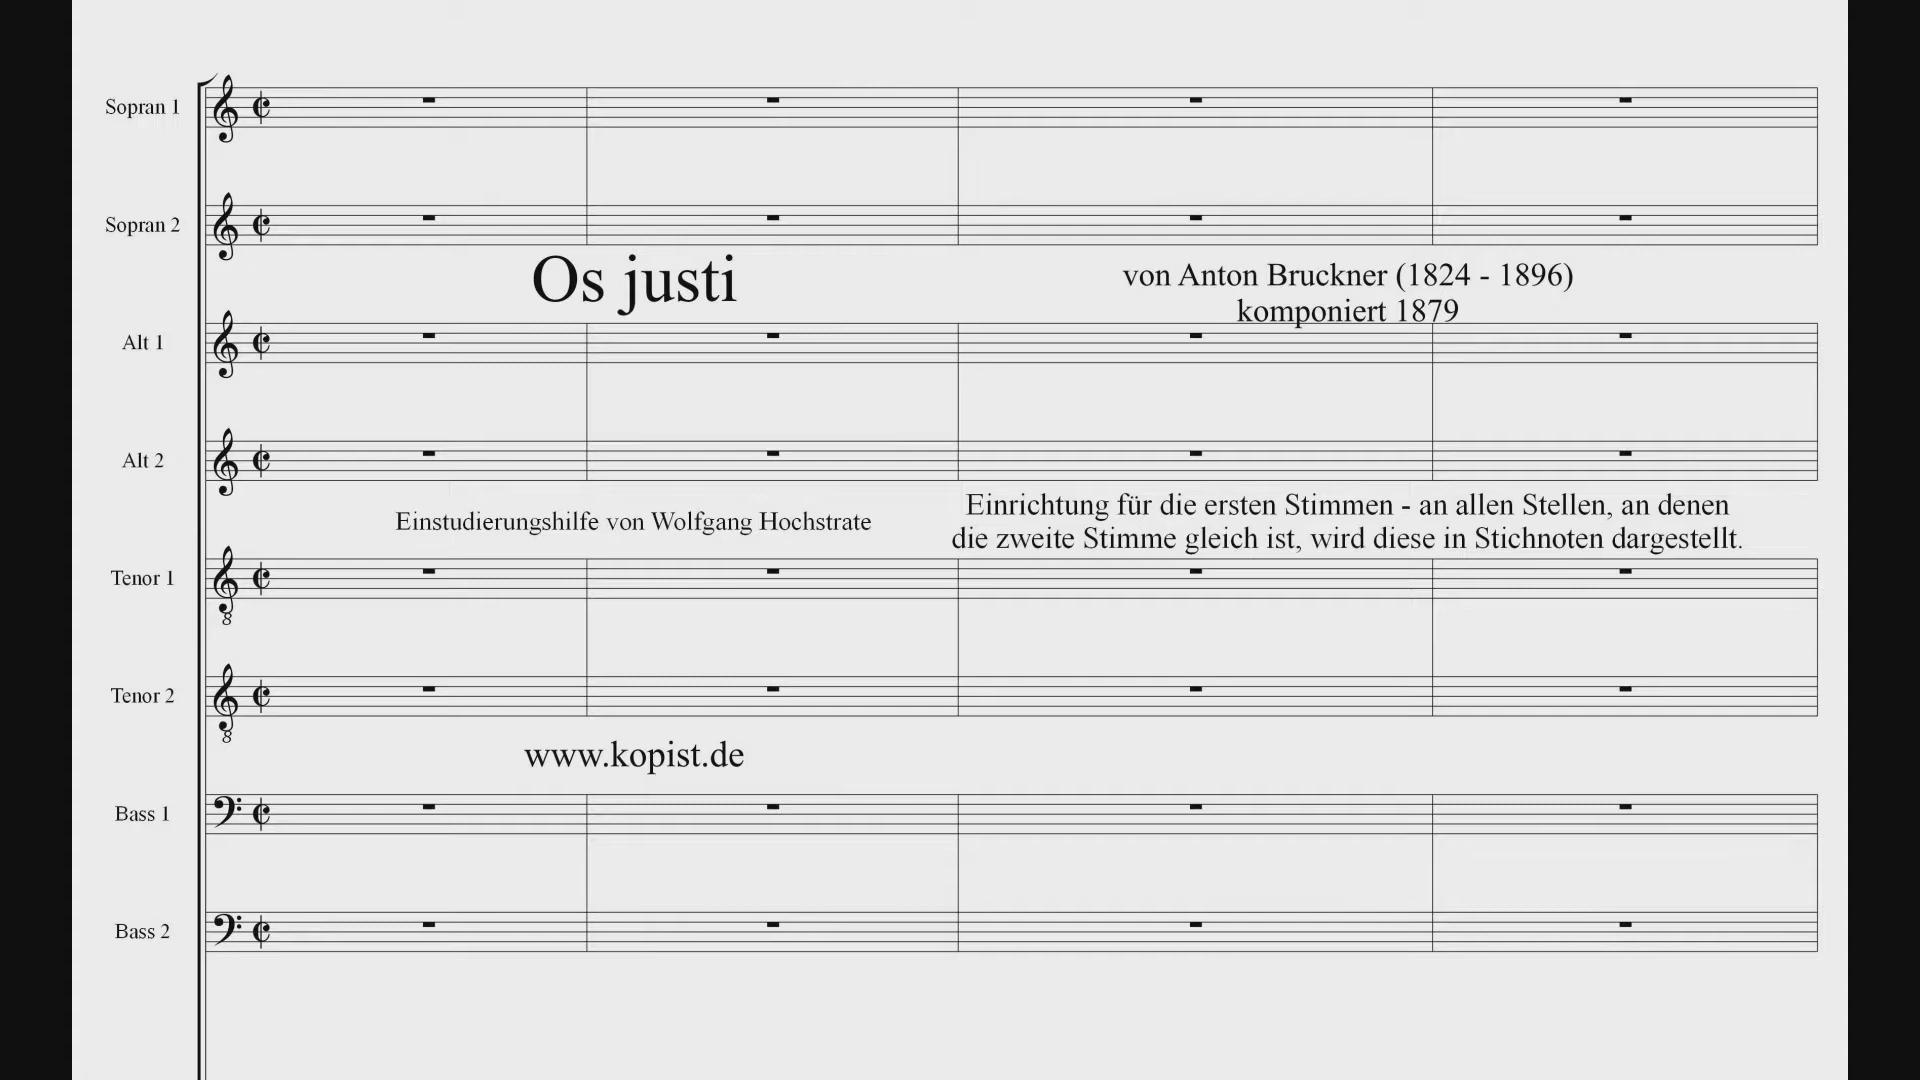 Sopran 1
Sopran 2
Os justi
von Anton Bruckner (1824 - 1896)
komponiert 1879
Alt 1
Alt 2
Einstudierungshilfe von Wolfgang Hochstrate
Einrichtung für die ersten Stimmen - an allen Stellen, an denen
die zweite Stimme gleich ist, wird diese in Stichnoten dargestellt.
Tenor 1
8
Tenor 2
8
www.kopist.de
Bass 1
Bass 2